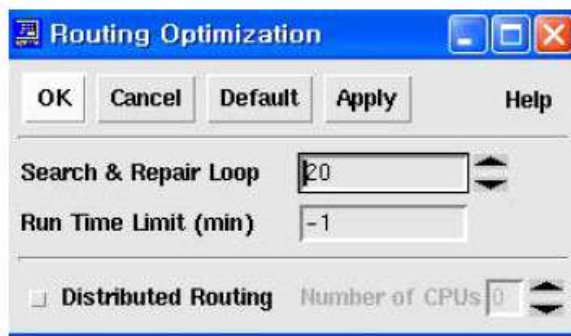 Routing Optimization
OK Cancel Default Apply Help
Search & Repair Loop 20
Run Time Limit (min) -1
Distributed Routing Number of CPUs 0